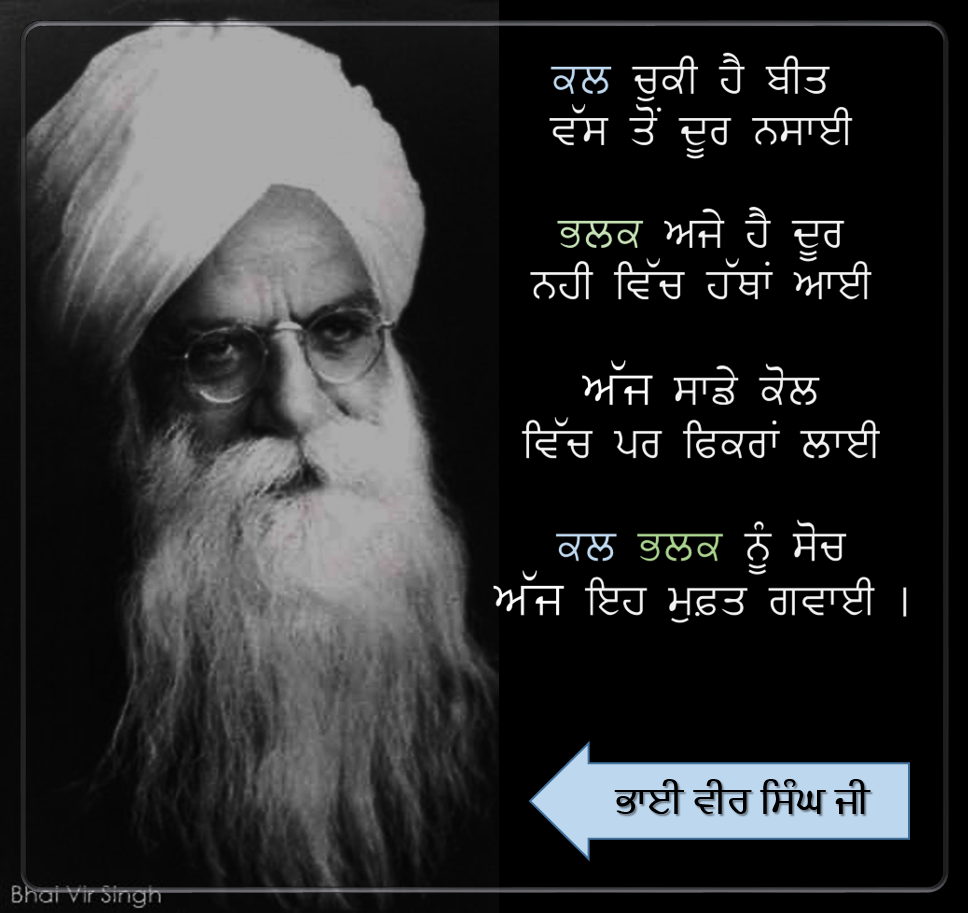 ਕਲ ਚੁਕੀ ਹੈ ਬੀਤ
ਵੱਸ ਤੋਂ ਦੂਰ ਨਸਾਈ
ਭਲਕ ਅਜੇ ਹੈ ਦੂਰ
ਨਹੀ ਵਿੱਚ ਹੱਥਾਂ ਆਈ
ਅੱਜ ਸਾਡੇ ਕੋਲ
ਵਿੱਚ ਪਰ ਫਿਕਰਾਂ ਲਾਈ
ਕਲ ਭਲਕ ਨੂੰ ਸੋਚ
ਅੱਜ ਇਹ ਮੁਫ਼ਤ ਗਵਾਈ ।
ਭਾਈ ਵੀਰ ਸਿੰਘ ਜੀ
Bhai Vir Singh